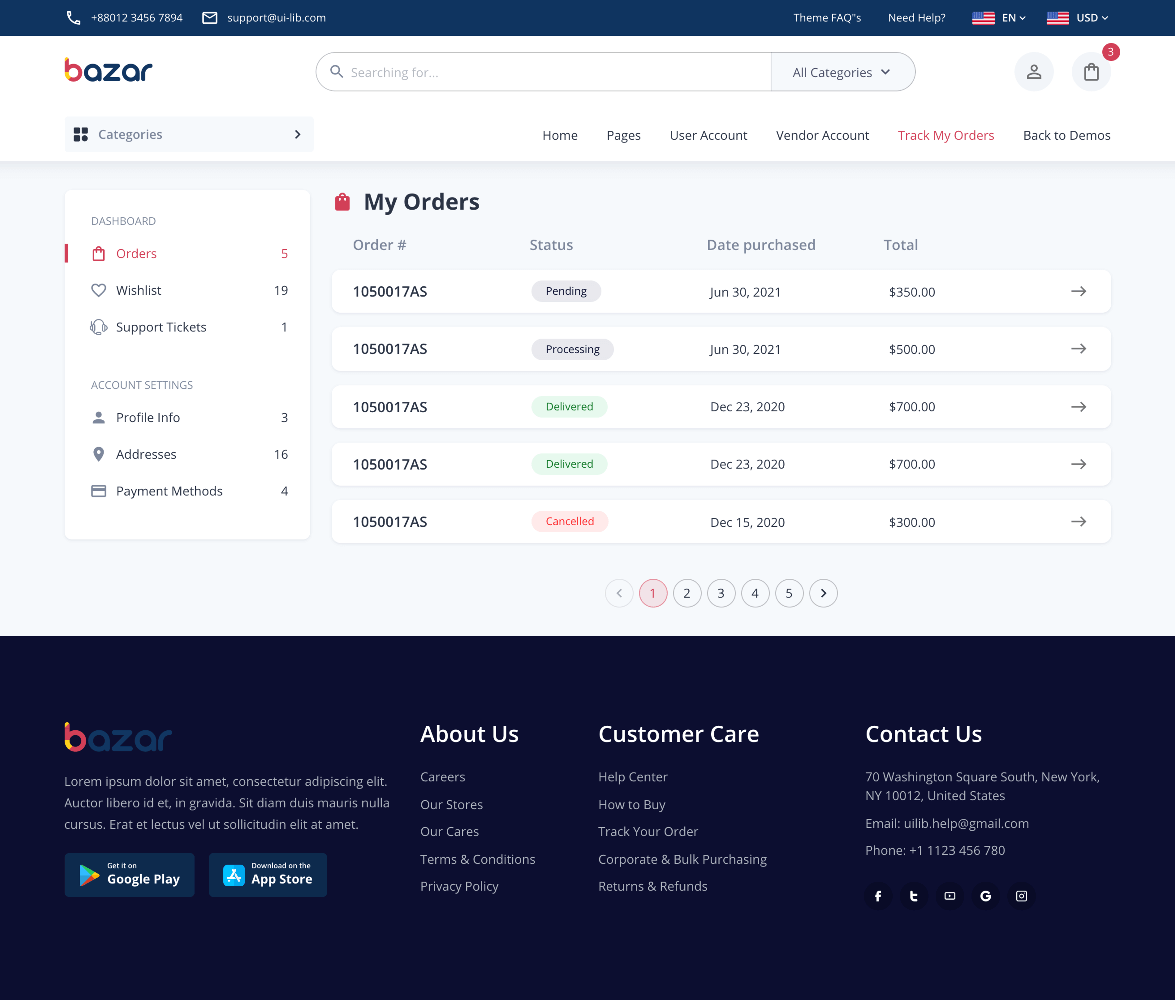 +88012 3456 7894 support@ui-lib.com Theme FAQ"s Need Help? EN USD
bazar Searching for... All Categories 3
Categories Home Pages User Account Vendor Account Track My Orders Back to Demos
DASHBOARD
Orders 5
Wishlist 19
Support Tickets 1
ACCOUNT SETTINGS
Profile Info 3
Addresses 16
Payment Methods 4
My Orders
Order # Status Date purchased Total
1050017AS Pending Jun 30, 2021 $350.00
1050017AS Processing Jun 30, 2021 $500.00
1050017AS Delivered Dec 23, 2020 $700.00
1050017AS Delivered Dec 23, 2020 $700.00
1050017AS Cancelled Dec 15, 2020 $300.00
1 2 3 4 5
bazar
Lorem ipsum dolor sit amet, consectetur adipiscing elit.
Auctor libero id et, in gravida. Sit diam duis mauris nulla
cursus. Erat et lectus vel ut sollicitudin elit at amet.
Get it on
Google Play
Download on the
App Store
About Us
Careers
Our Stores
Our Cares
Terms & Conditions
Privacy Policy
Customer Care
Help Center
How to Buy
Track Your Order
Corporate & Bulk Purchasing
Returns & Refunds
Contact Us
70 Washington Square South, New York,
NY 10012, United States
Email: uilib.help@gmail.com
Phone: +1 1123 456 780